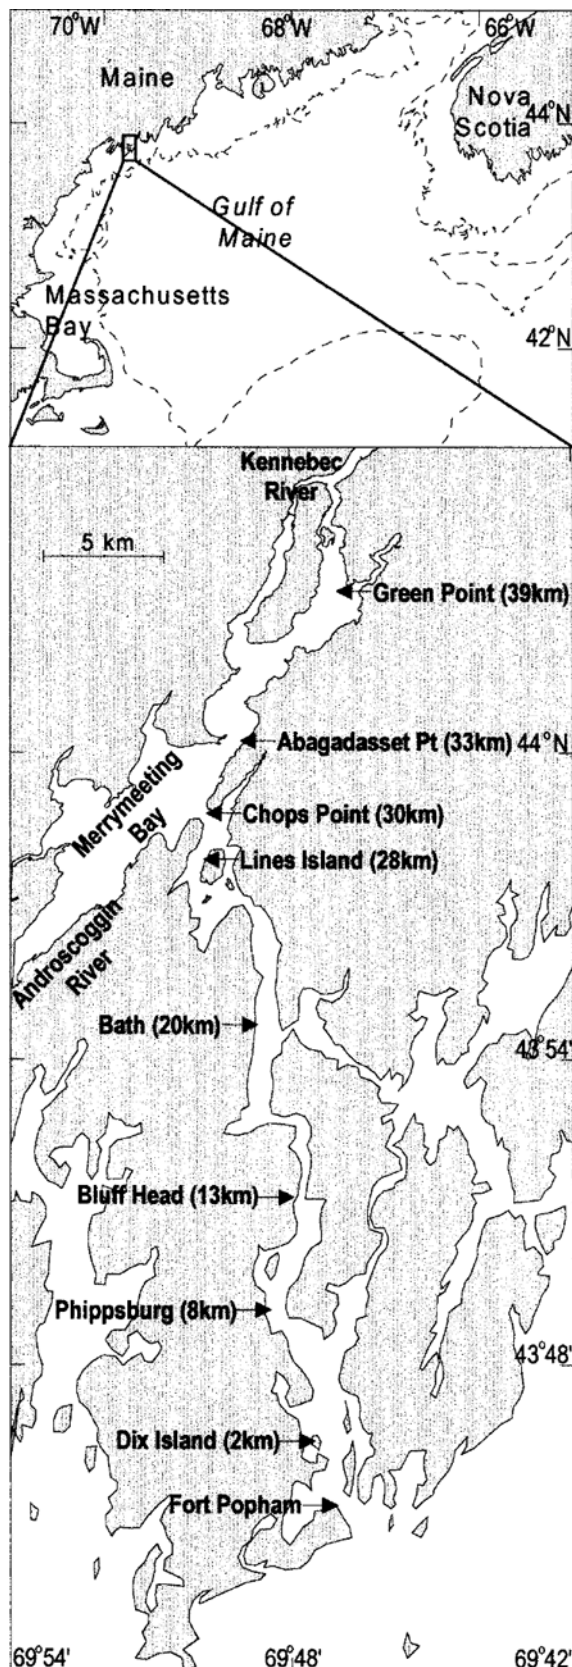 70°W 68°W 66°W
Maine
Nova
Scotia
44°N
Gulf of
Maine
Massachusetts
Bay
42°N
Kennebec
River
5 km
Green Point (39km)
Abagadasset Pt (33km)
44°N
Merrymeeting
Bay
Chops Point (30km)
Lines Island (28km)
Androscoggin
River
Bath (20km)
43°54'
Bluff Head (13km)
Phippsburg (8km)
43°48'
Dix Island (2km)
Fort Popham
69°54' 69°48' 69°42'